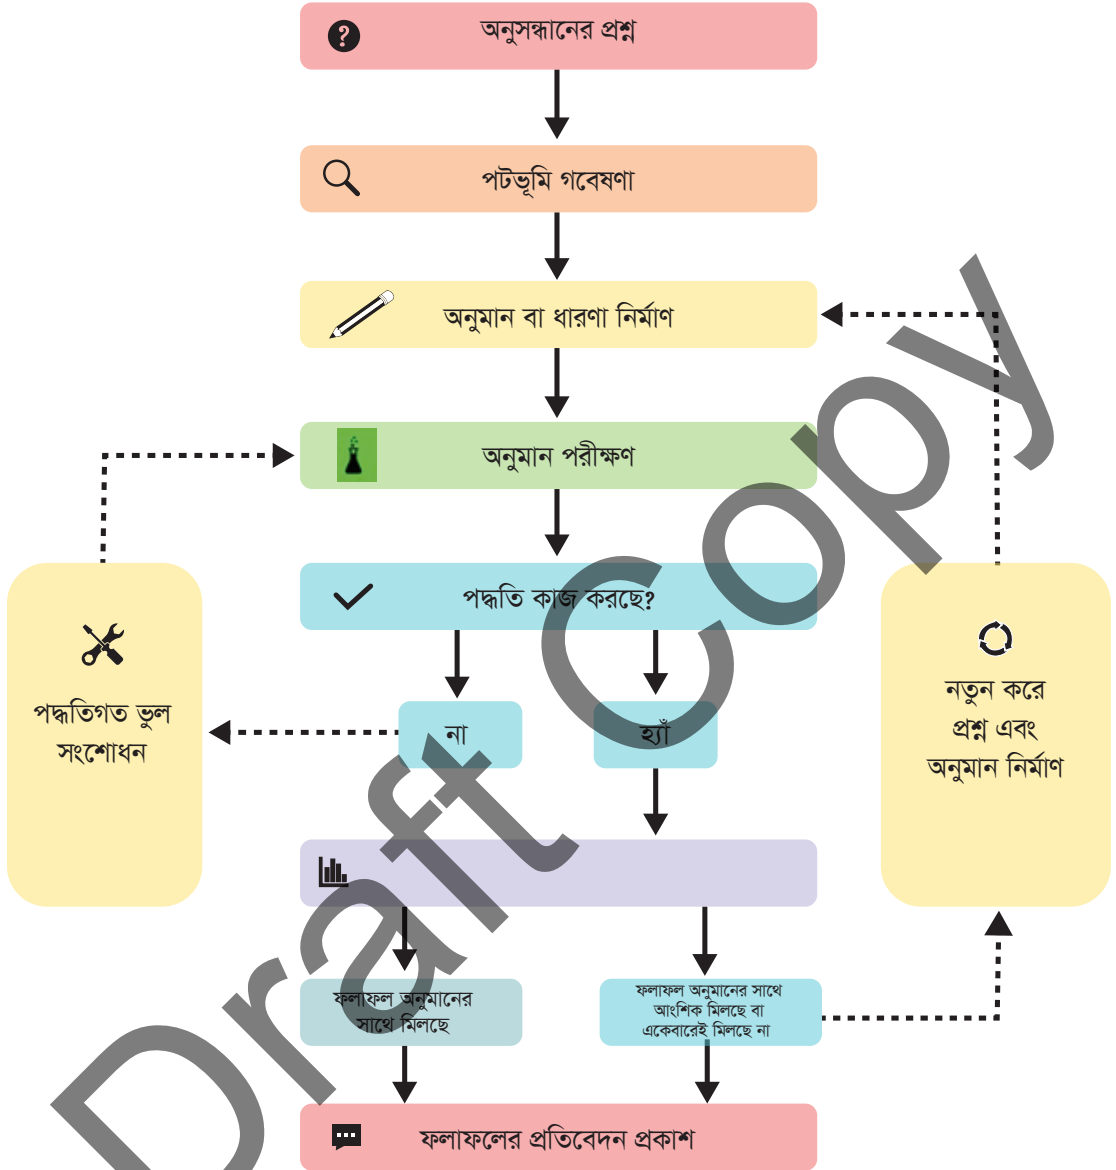 অনুসন্ধানের প্রশ্ন
পটভূমি গবেষণা
অনুমান বা ধারণা নির্মাণ
অনুমান পরীক্ষণ
পদ্ধতি কাজ করছে?
পদ্ধতিগত ভুল
সংশোধন
না
হ্যাঁ
নতুন করে
প্রশ্ন এবং
অনুমান নির্মাণ
ফলাফল অনুমানের
সাথে মিলছে
ফলাফল অনুমানের সাথে
আংশিক মিলছে বা
একেবারেই মিলছে না
ফলাফলের প্রতিবেদন প্রকাশ
Draft Copy